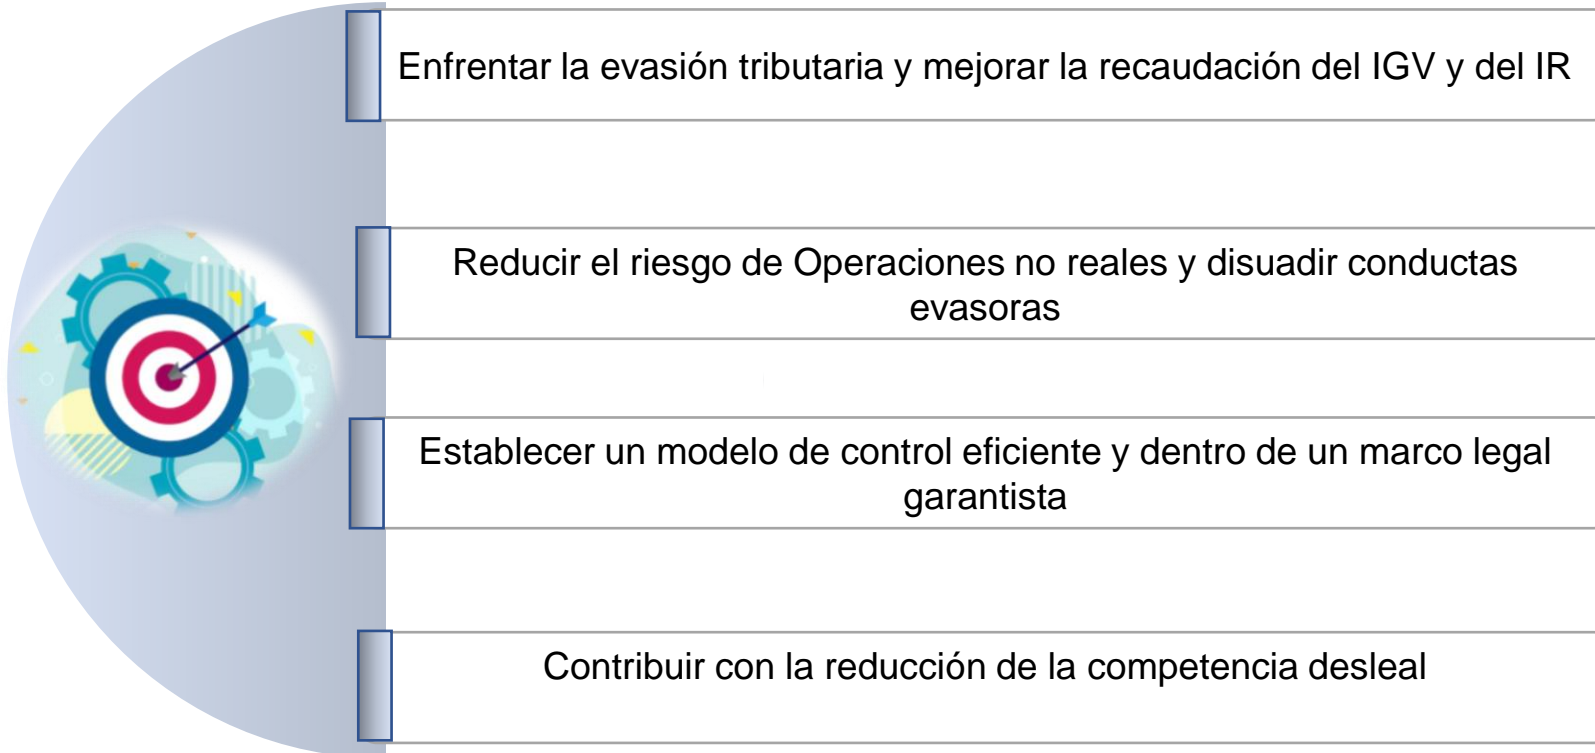 Enfrentar la evasión tributaria y mejorar la recaudación del IGV y del IR
Reducir el riesgo de Operaciones no reales y disuadir conductas
evasoras
Establecer un modelo de control eficiente y dentro de un marco legal
garantista
Contribuir con la reducción de la competencia desleal